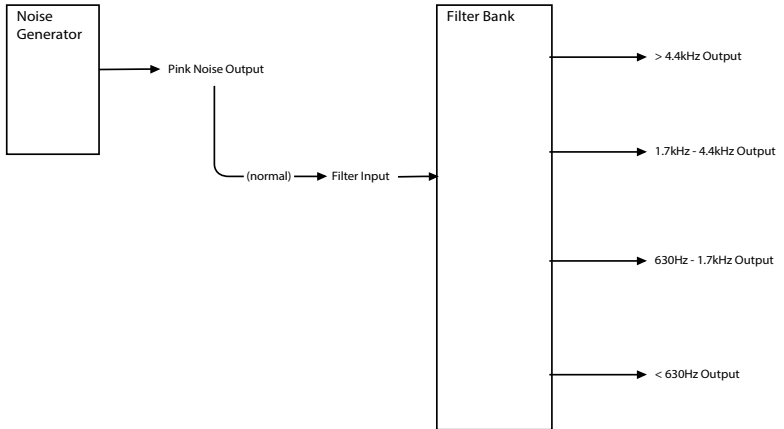 Noise
Generator
Filter Bank
> 4.4kHz Output
Pink Noise Output
1.7kHz - 4.4kHz Output
(normal)
Filter Input
630Hz - 1.7kHz Output
< 630Hz Output